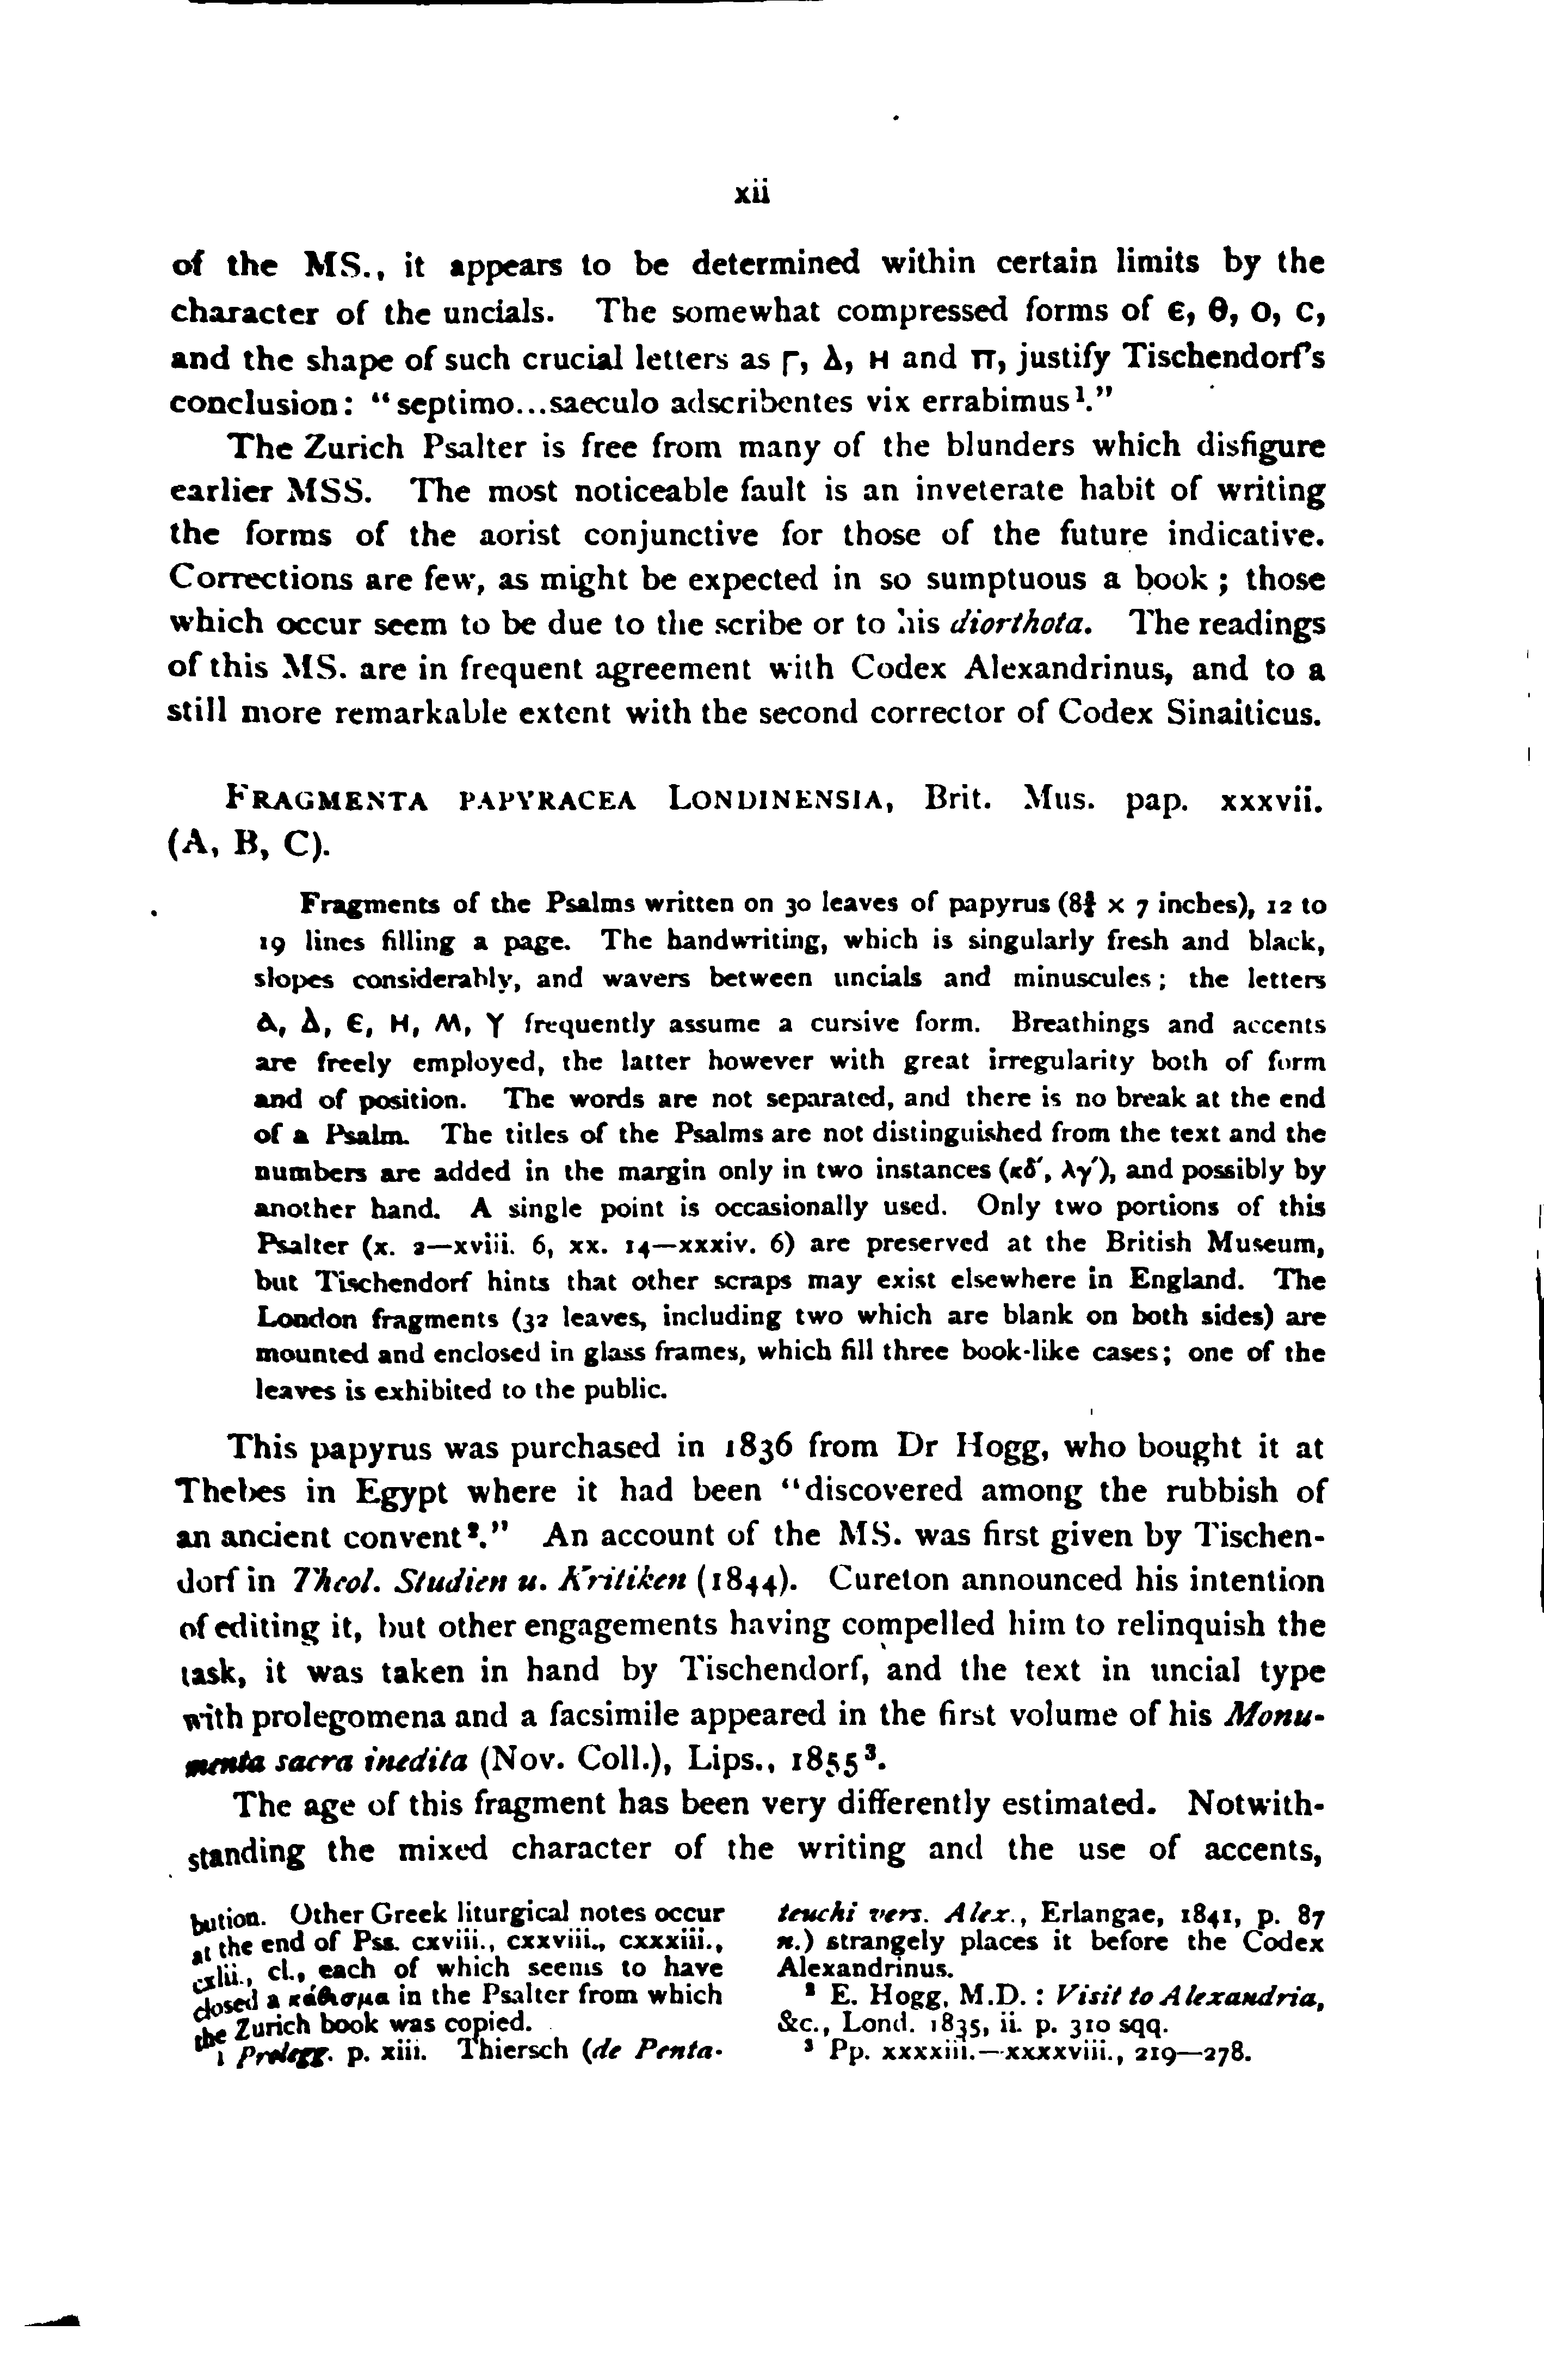 xii
of the MS., it appears to be determined within certain limits by the
character of the uncials. The somewhat compressed forms of ϵ, θ, ο, ϲ,
and the shape of such crucial letters as Γ, Δ, Η and Π, justify Tischendorf's
conclusion: "septimo...saeculo adscribentes vix errabimus¹."
The Zurich Psalter is free from many of the blunders which disfigure
earlier MSS. The most noticeable fault is an inveterate habit of writing
the forms of the aorist conjunctive for those of the future indicative.
Corrections are few, as might be expected in so sumptuous a book; those
which occur seem to be due to the scribe or to his diorthota. The readings
of this MS. are in frequent agreement with Codex Alexandrinus, and to a
still more remarkable extent with the second corrector of Codex Sinaiticus.
FRAGMENTA PAPYRACEA LONDINENSIA, Brit. Mus. pap. xxxvii.
(A, B, C).
Fragments of the Psalms written on 30 leaves of papyrus (8 × 7 inches), 12 to
19 lines filling a page. The handwriting, which is singularly fresh and black,
slopes considerably, and wavers between uncials and minuscules; the letters
Α, Δ, Ε, Η, Μ, Υ frequently assume a cursive form. Breathings and accents
are freely employed, the latter however with great irregularity both of form
and of position. The words are not separated, and there is no break at the end
of a Psalm. The titles of the Psalms are not distinguished from the text and the
numbers are added in the margin only in two instances (κδ´, λγ´), and possibly by
another hand. A single point is occasionally used. Only two portions of this
Psalter (x. 2—xviii. 6, xx. 14—xxxiv. 6) are preserved at the British Museum,
but Tischendorf hints that other scraps may exist elsewhere in England. The
London fragments (32 leaves, including two which are blank on both sides) are
mounted and enclosed in glass frames, which fill three book-like cases; one of the
leaves is exhibited to the public.
This papyrus was purchased in 1836 from Dr Hogg, who bought it at
Thebes in Egypt where it had been "discovered among the rubbish of
an ancient convent²." An account of the MS. was first given by Tischen-
dorf in Theol. Studien u. Kritiken (1844). Cureton announced his intention
of editing it, but other engagements having compelled him to relinquish the
task, it was taken in hand by Tischendorf, and the text in uncial type
with prolegomena and a facsimile appeared in the first volume of his Monu-
menta sacra inedita (Nov. Coll.), Lips., 1855³.
The age of this fragment has been very differently estimated. Notwith-
standing the mixed character of the writing and the use of accents,
bution. Other Greek liturgical notes occur
at the end of Pss. cxviii., cxxviii., cxxxiii.,
cxlii., cl., each of which seems to have
closed a κάθισμα in the Psalter from which
the Zurich book was copied.
1 Prolegg. p. xiii. Thiersch (de Penta-
teuchi vers. Alex., Erlangae, 1841, p. 87
n.) strangely places it before the Codex
Alexandrinus.
² E. Hogg, M.D.: Visit to Alexandria,
&c., Lond. 1835, ii. p. 310 sqq.
³ Pp. xxxxiii.—xxxxviii., 219—278.